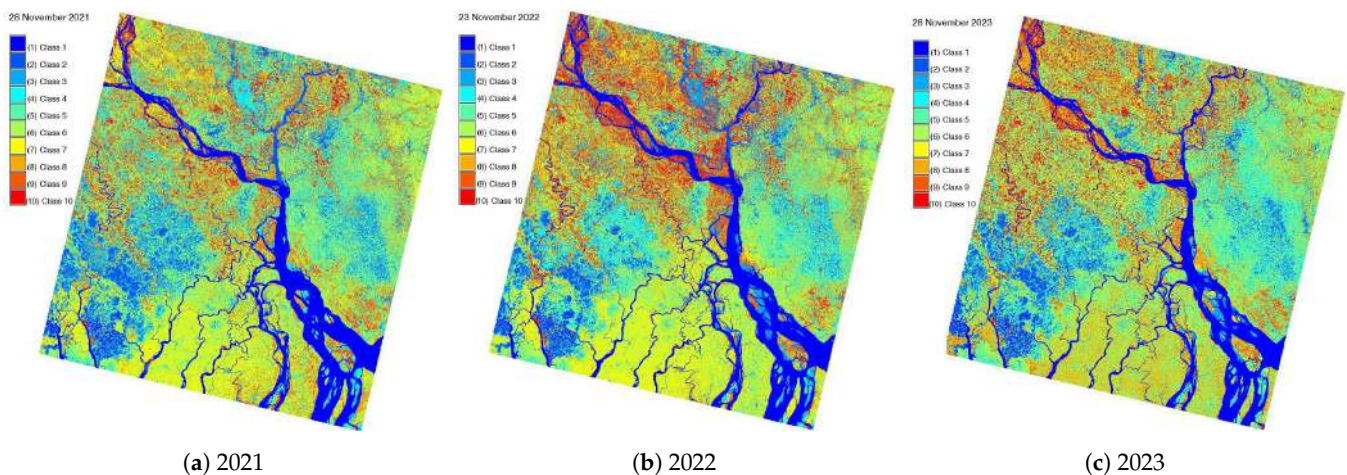 28 November 2021
(1) Class 1
(2) Class 2
(3) Class 3
(4) Class 4
(5) Class 5
(6) Class 6
(7) Class 7
(8) Class 8
(9) Class 9
(10) Class 10
(a) 2021
23 November 2022
(1) Class 1
(2) Class 2
(3) Class 3
(4) Class 4
(5) Class 5
(6) Class 6
(7) Class 7
(8) Class 8
(9) Class 9
(10) Class 10
(b) 2022
28 November 2023
(1) Class 1
(2) Class 2
(3) Class 3
(4) Class 4
(5) Class 5
(6) Class 6
(7) Class 7
(8) Class 8
(9) Class 9
(10) Class 10
(c) 2023